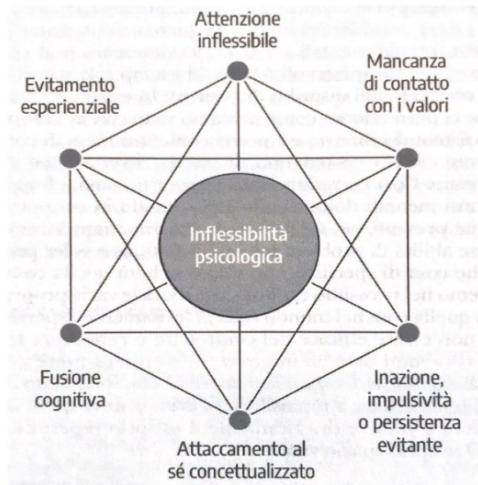 Attenzione
inflessibile
Evitamento
esperienziale
Mancanza
di contatto
con i valori
Inflessibilità
psicologica
Fusione
cognitiva
Inazione,
impulsività
o persistenza
evitante
Attaccamento al
sé concettualizzato